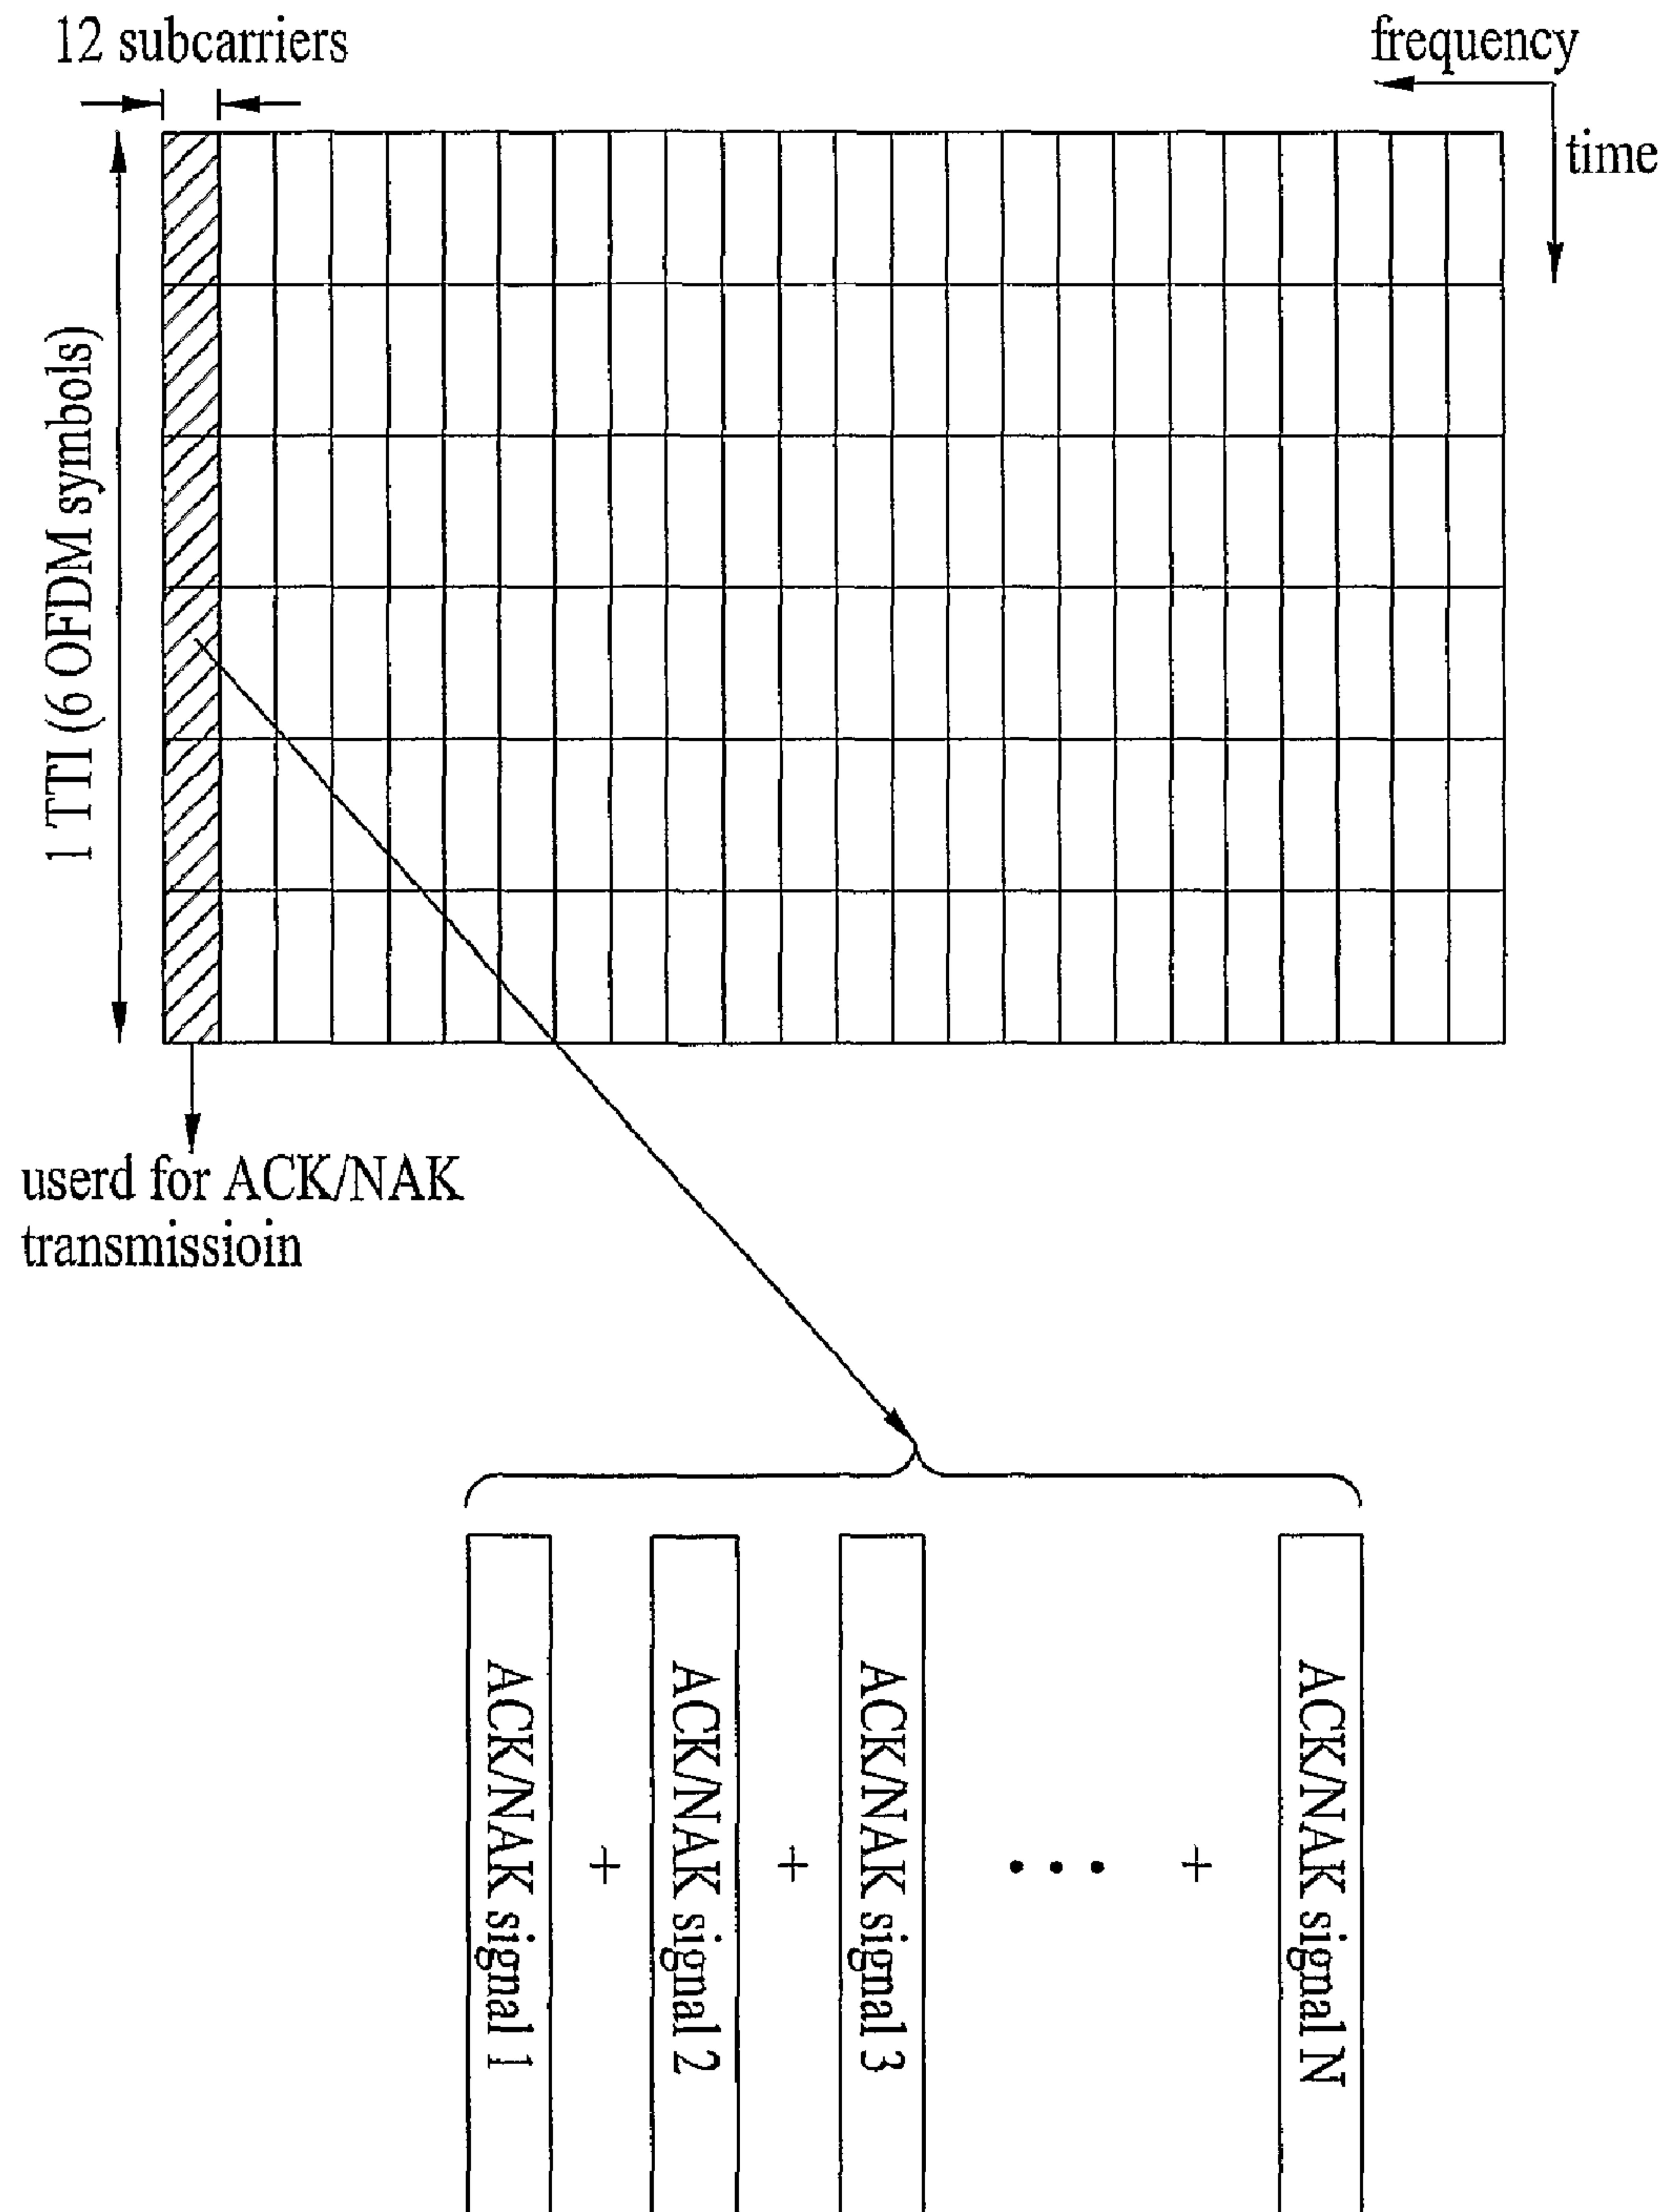 12 subcarriers
frequency
time
1 TTI (6 OFDM symbols)
userd for ACK/NAK
transmissioin
ACK/NAK signal 1
+
ACK/NAK signal 2
+
ACK/NAK signal 3
• • •
+
ACK/NAK signal N